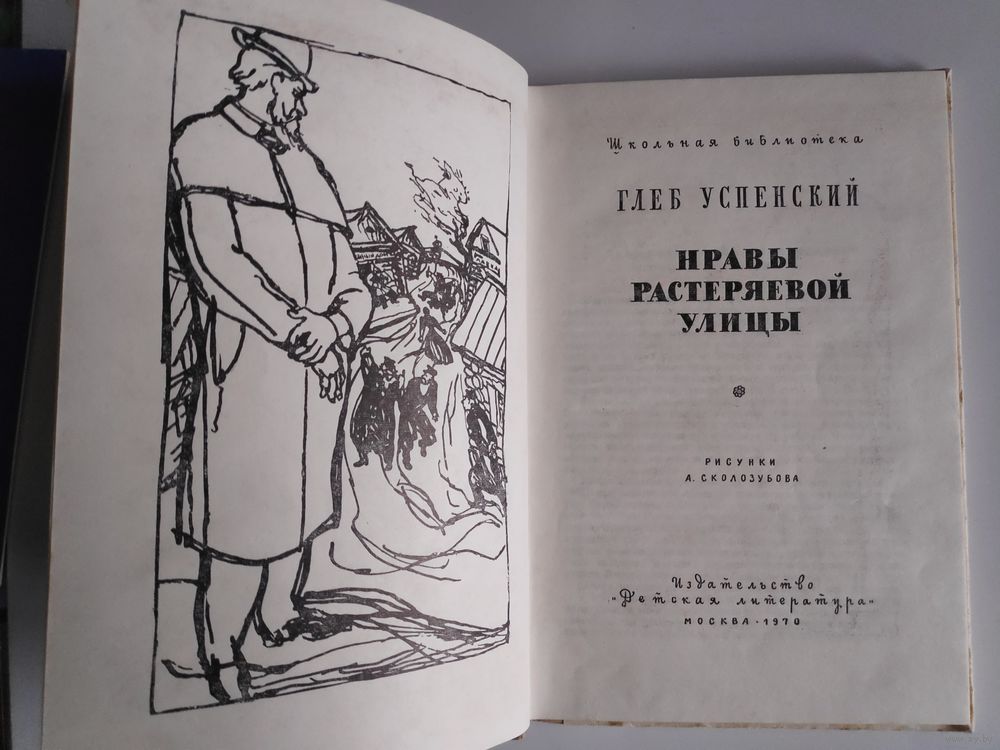 Школьная библиотека
ГЛЕБ УСПЕНСКИЙ
НРАВЫ
РАСТЕРЯЕВОЙ
УЛИЦЫ
РИСУНКИ
А. СКОЛОЗУБОВА
Издательство
"Детская литература"
МОСКВА · 1970